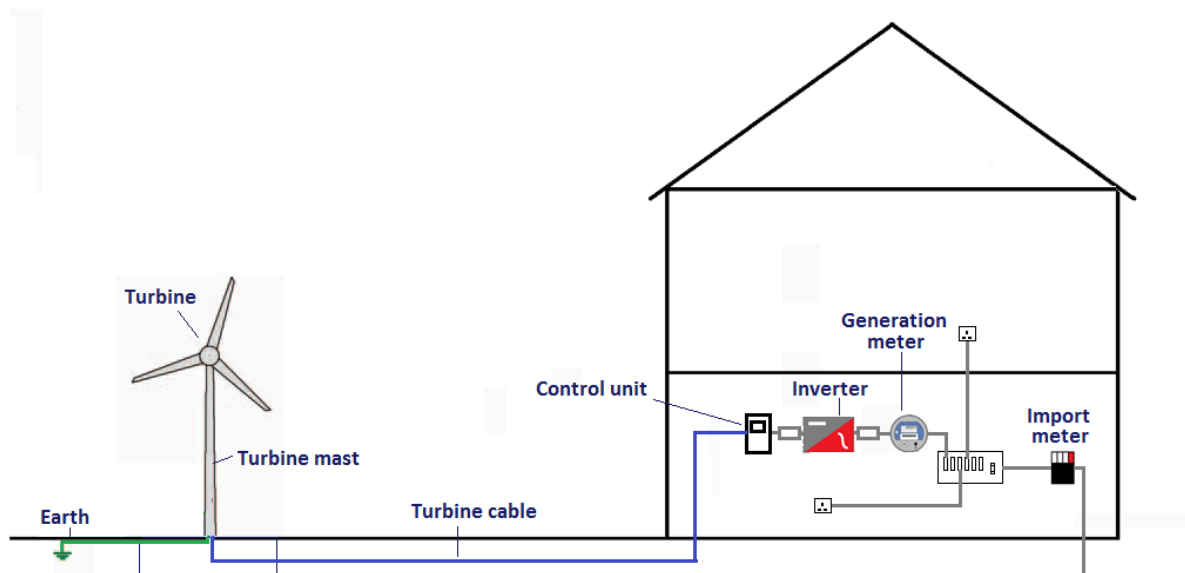 Turbine
Generation
meter
Control unit
Inverter
Import
meter
Turbine mast
Earth
Turbine cable